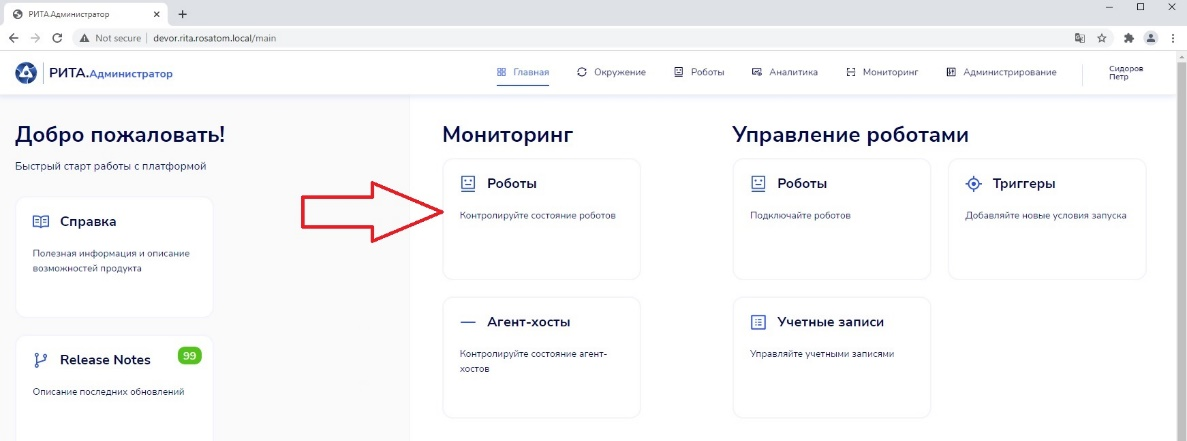 РИТА.Администратор
Not secure devor.rita.rosatom.local/main
РИТА.Администратор
Главная
Окружение
Роботы
Аналитика
Мониторинг
Администрирование
Сидоров
Петр
Добро пожаловать!
Быстрый старт работы с платформой
Справка
Полезная информация и описание
возможностей продукта
Release Notes
99
Описание последних обновлений
Мониторинг
Роботы
Контролируйте состояние роботов
Агент-хосты
Контролируйте состояние агент-
хостов
Управление роботами
Роботы
Подключайте роботов
Триггеры
Добавляйте новые условия запуска
Учетные записи
Управляйте учетными записями